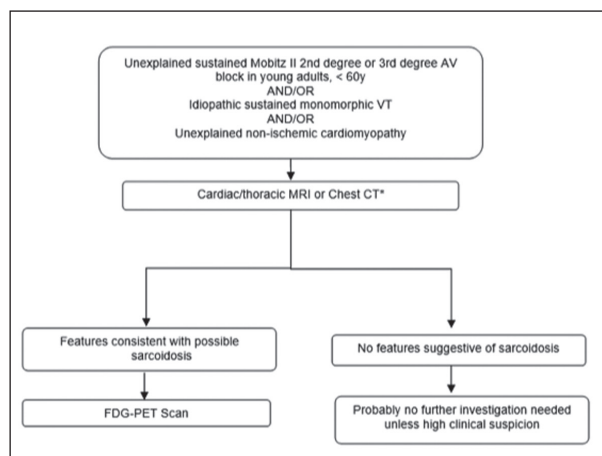 Unexplained sustained Mobitz II 2nd degree or 3rd degree AV
block in young adults, < 60y
AND/OR
Idiopathic sustained monomorphic VT
AND/OR
Unexplained non-ischemic cardiomyopathy
Cardiac/thoracic MRI or Chest CT*
Features consistent with possible
sarcoidosis
No features suggestive of sarcoidosis
FDG-PET Scan
Probably no further investigation needed
unless high clinical suspicion